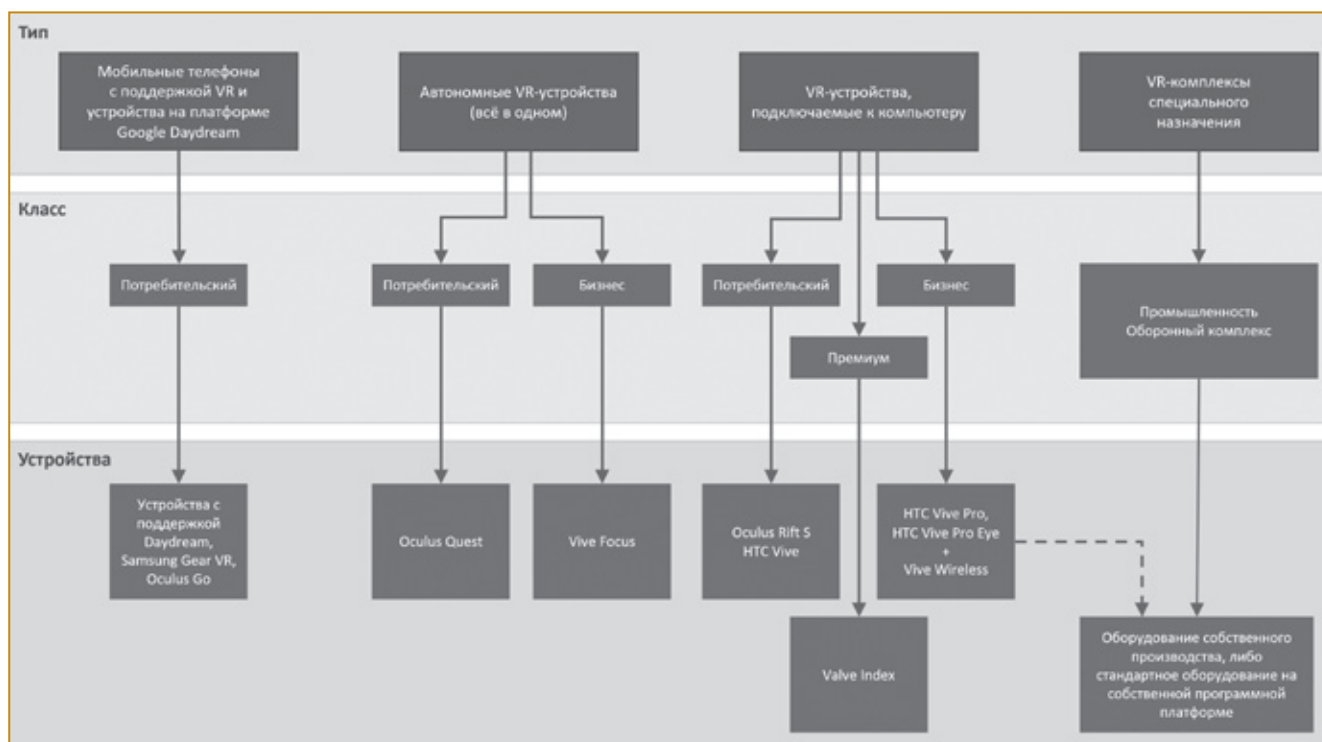 Тип
Мобильные телефоны
с поддержкой VR и
устройства на платформе
Google Daydream
Автономные VR-устройства
(всё в одном)
VR-устройства,
подключаемые к компьютеру
VR-комплексы
специального
назначения
Класс
Потребительский
Потребительский
Бизнес
Потребительский
Бизнес
Премиум
Промышленность
Оборонный комплекс
Устройства
Устройства с
поддержкой
Daydream,
Samsung Gear VR,
Oculus Go
Oculus Quest
Vive Focus
Oculus Rift S
HTC Vive
HTC Vive Pro,
HTC Vive Pro Eye
+
Vive Wireless
Valve Index
Оборудование собственного
производства, либо
стандартное оборудование на
собственной программной
платформе